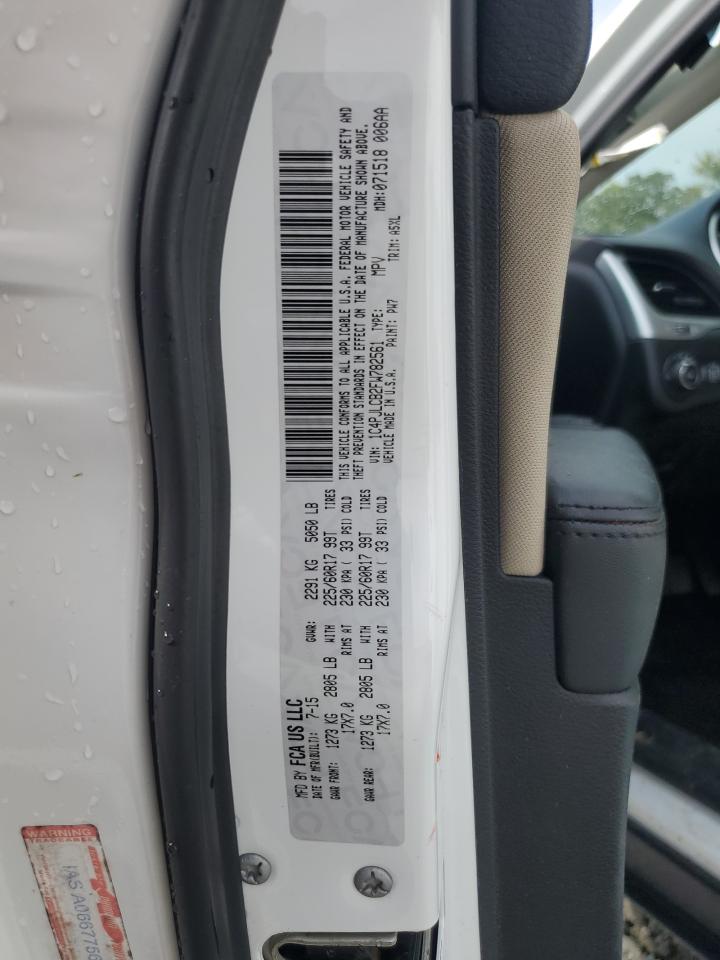 MFD BY FCA US LLC
DATE OF MFR(BUILT): 7-15 GVWR: 2291 KG 5050 LB
GAWR FRONT: 1273 KG 2805 LB WITH 225/60R17 99T TIRES
17X7.0 RIMS AT 230 KPA ( 33 PSI) COLD
GAWR REAR: 1273 KG 2805 LB WITH 225/60R17 99T TIRES
17X7.0 RIMS AT 230 KPA ( 33 PSI) COLD
THIS VEHICLE CONFORMS TO ALL APPLICABLE U.S.A. FEDERAL MOTOR VEHICLE SAFETY AND
THEFT PREVENTION STANDARDS IN EFFECT ON THE DATE OF MANUFACTURE SHOWN ABOVE.
VIN: 1C4PJLCB2FW782561 TYPE: MPV MDH:071518 006AA
VEHICLE MADE IN U.S.A. PAINT: PW7 TRIM: A5XL
WARNING
IAS